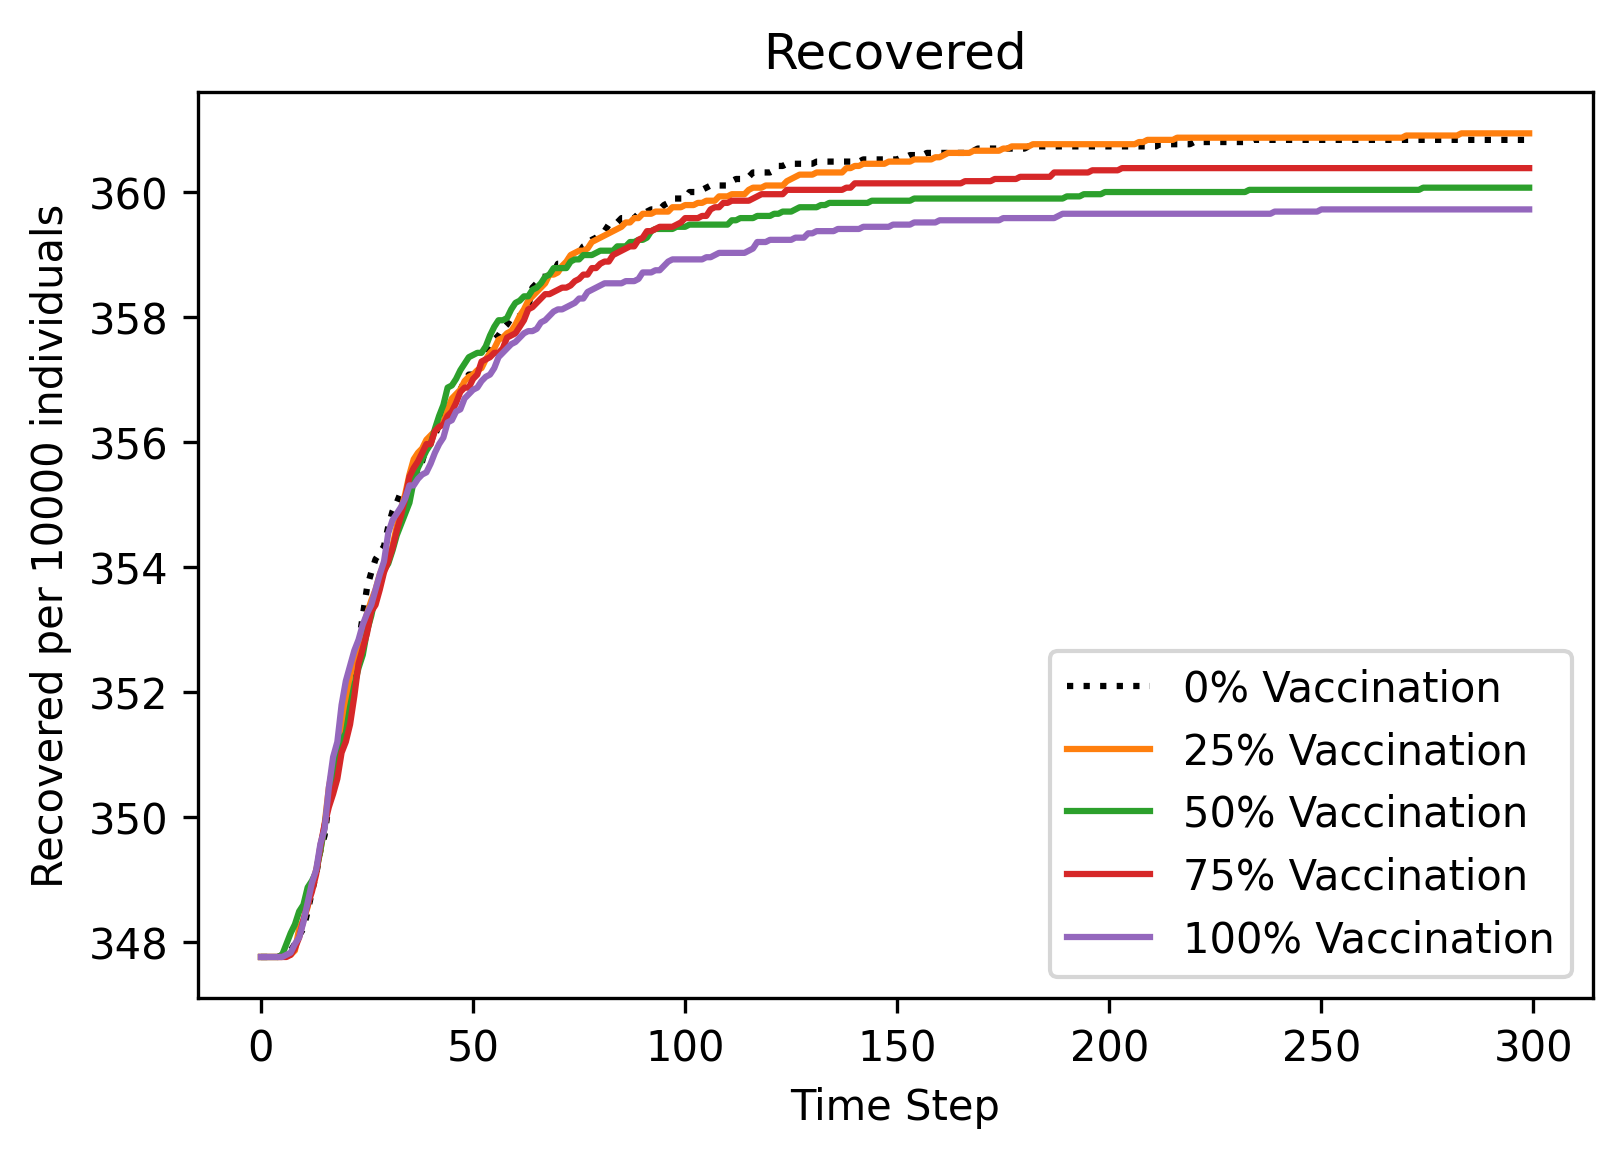 Recovered
Recovered per 10000 individuals
360
358
356
354
352
350
348
0% Vaccination
25% Vaccination
50% Vaccination
75% Vaccination
100% Vaccination
0 50 100 150 200 250 300
Time Step